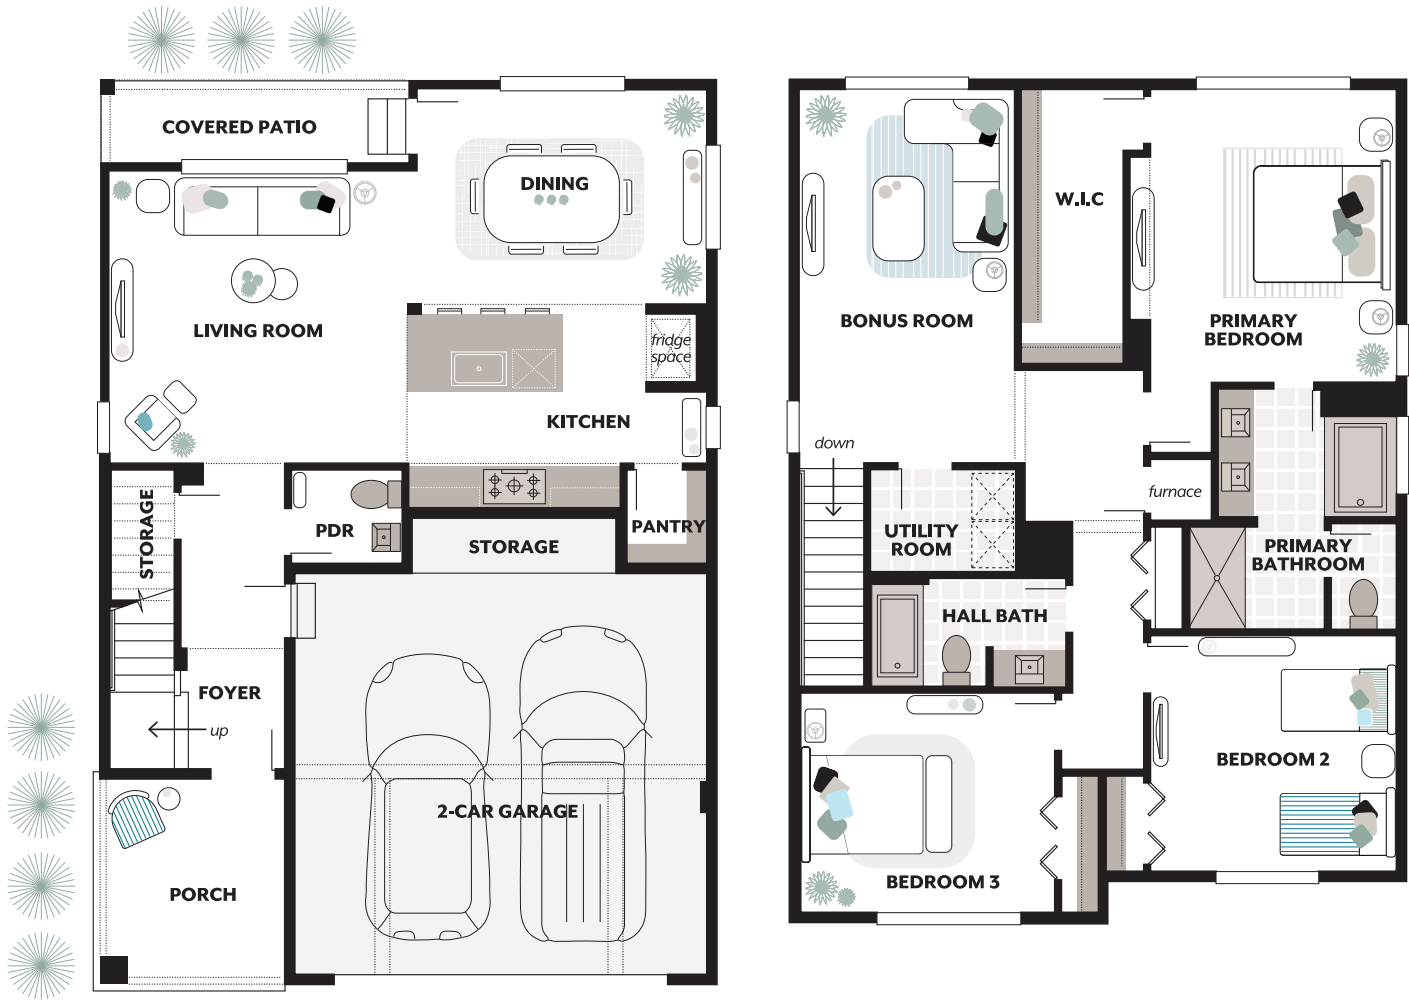 COVERED PATIO
DINING
LIVING ROOM
fridge
space
KITCHEN
STORAGE
PDR
STORAGE
PANTRY
FOYER
up
2-CAR GARAGE
PORCH
W.I.C
BONUS ROOM
PRIMARY
BEDROOM
down
furnace
UTILITY
ROOM
PRIMARY
BATHROOM
HALL BATH
BEDROOM 2
BEDROOM 3